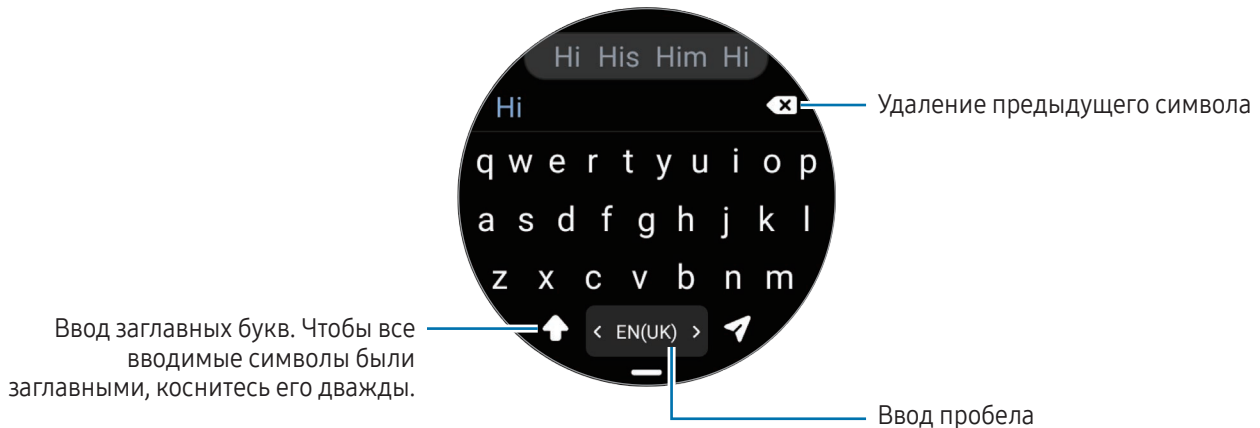 Hi His Him Hi
Hi
Удаление предыдущего символа
q w e r t y u i o p
a s d f g h j k l
z x c v b n m
Ввод заглавных букв. Чтобы все
вводимые символы были
заглавными, коснитесь его дважды.
< EN(UK) >
Ввод пробела